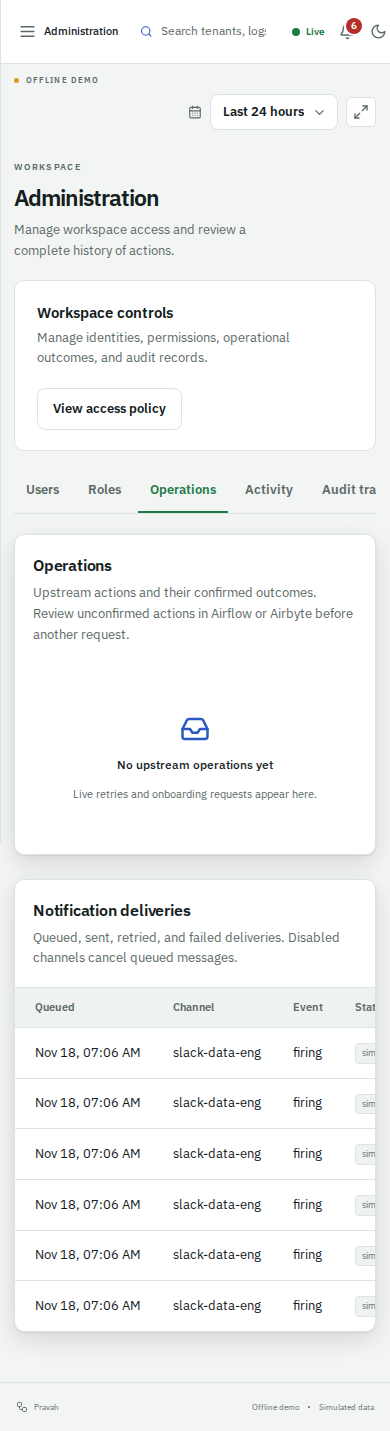 Administration Search tenants, logs Live 6
OFFLINE DEMO
Last 24 hours
WORKSPACE
Administration
Manage workspace access and review a
complete history of actions.
Workspace controls
Manage identities, permissions, operational
outcomes, and audit records.
View access policy
Users Roles Operations Activity Audit tra
Operations
Upstream actions and their confirmed outcomes.
Review unconfirmed actions in Airflow or Airbyte before
another request.
No upstream operations yet
Live retries and onboarding requests appear here.
Notification deliveries
Queued, sent, retried, and failed deliveries. Disabled
channels cancel queued messages.
Queued Channel Event Stat
Nov 18, 07:06 AM slack-data-eng firing sim
Nov 18, 07:06 AM slack-data-eng firing sim
Nov 18, 07:06 AM slack-data-eng firing sim
Nov 18, 07:06 AM slack-data-eng firing sim
Nov 18, 07:06 AM slack-data-eng firing sim
Nov 18, 07:06 AM slack-data-eng firing sim
Pravah Offline demo • Simulated data